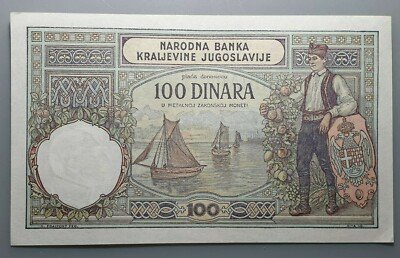 NARODNA BANKA
KRALJEVINE JUGOSLAVIJE
plaća donosiocu
100 DINARA
U METALNOJ ZAKONSKOJ MONETI
100